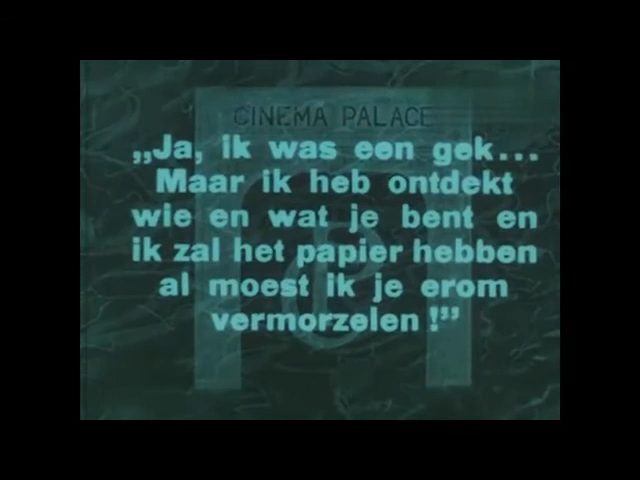 CINEMA PALACE
„Ja, ik was een gek...
Maar ik heb ontdekt
wie en wat je bent en
ik zal het papier hebben
al moest ik je erom
vermorzelen!”